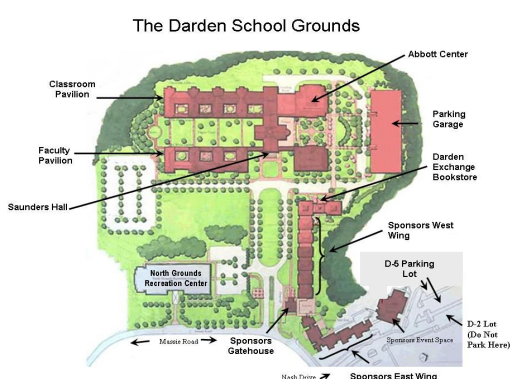 The Darden School Grounds
Abbott Center
Classroom
Pavilion
Parking
Garage
Faculty
Pavilion
Darden
Exchange
Bookstore
Saunders Hall
Sponsors West
Wing
D-5 Parking
Lot
North Grounds
Recreation Center
D-2 Lot
(Do Not
Park Here)
Massie Road
Sponsors
Gatehouse
Sponsors Event Space
Nash Drive
Sponsors East Wing